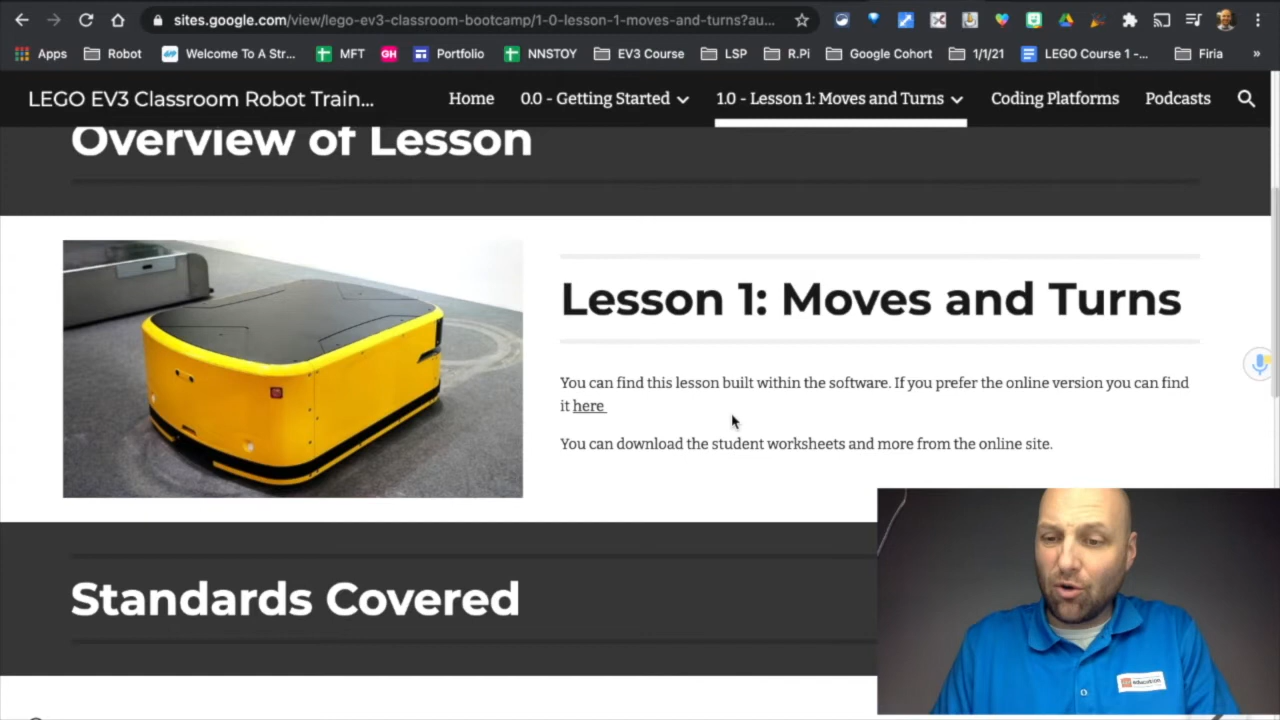 sites.google.com/view/lego-ev3-classroom-bootcamp/1-0-lesson-1-moves-and-turns?au...
Apps Robot Welcome To A Str... MFT GH Portfolio NNSTOY EV3 Course LSP R.Pi Google Cohort 1/1/21 LEGO Course 1 -... Firia »
LEGO EV3 Classroom Robot Train... Home 0.0 - Getting Started 1.0 - Lesson 1: Moves and Turns Coding Platforms Podcasts
Overview of Lesson
Lesson 1: Moves and Turns
You can find this lesson built within the software. If you prefer the online version you can find
it here
You can download the student worksheets and more from the online site.
Standards Covered
education